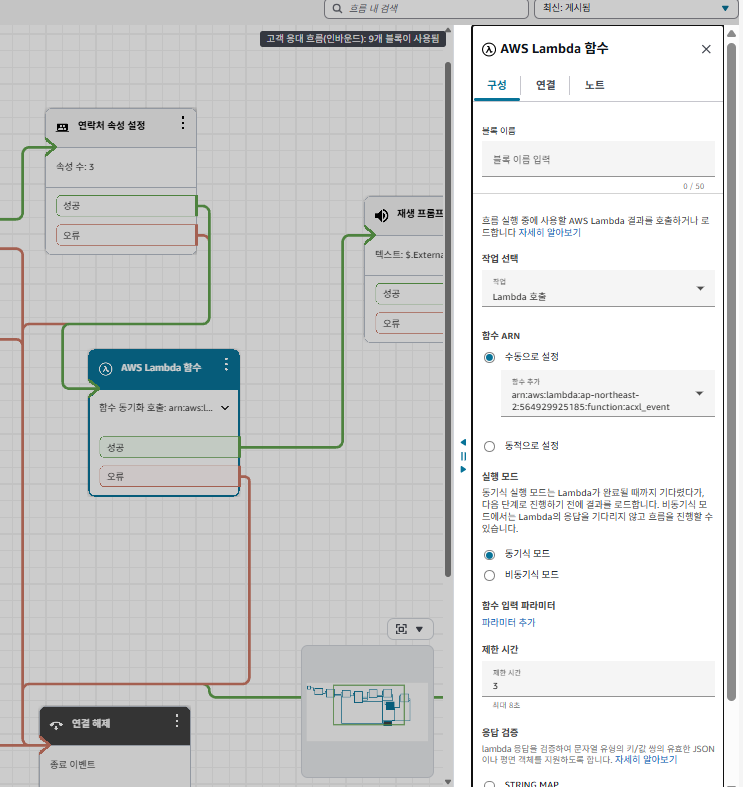 흐름 내 검색
최신: 게시됨
고객 응대 흐름(인바운드): 9개 블록이 사용됨
연락처 속성 설정
속성 수: 3
성공
오류
재생 프롬프
텍스트: $.Externa
성공
오류
AWS Lambda 함수
함수 동기화 호출: arn:aws:l...
성공
오류
연결 해제
종료 이벤트
AWS Lambda 함수
구성
연결
노트
블록 이름
블록 이름 입력
0 / 50
흐름 실행 중에 사용할 AWS Lambda 결과를 호출하거나 로
드합니다 자세히 알아보기
작업 선택
작업
Lambda 호출
함수 ARN
수동으로 설정
함수 추가
arn:aws:lambda:ap-northeast-
2:564929925185:function:acxl_event
동적으로 설정
실행 모드
동기식 실행 모드는 Lambda가 완료될 때까지 기다렸다가,
다음 단계로 진행하기 전에 결과를 로드합니다. 비동기식 모
드에서는 Lambda의 응답을 기다리지 않고 흐름을 진행할 수
있습니다.
동기식 모드
비동기식 모드
함수 입력 파라미터
파라미터 추가
제한 시간
제한 시간
3
최대 8초
응답 검증
lambda 응답을 검증하여 문자열 유형의 키/값 쌍의 유효한 JSON
이나 평면 객체를 지원하도록 합니다. 자세히 알아보기
STRING MAP